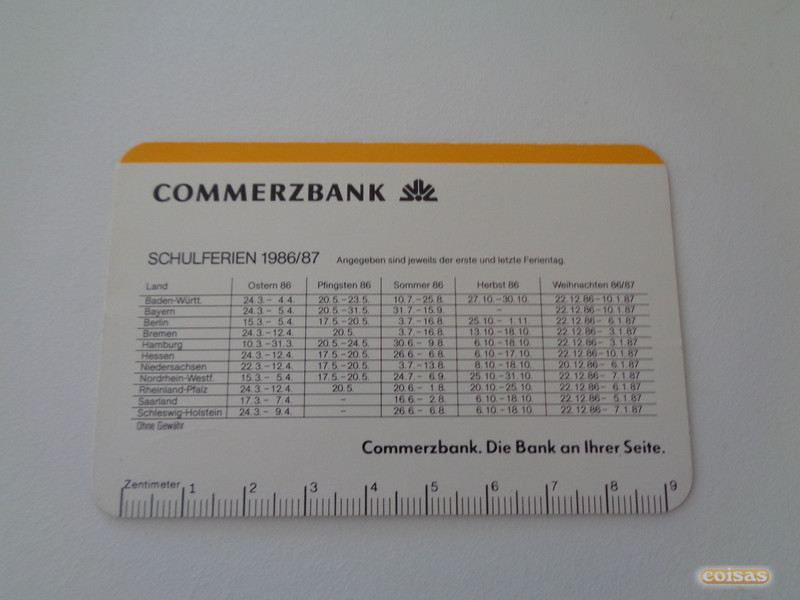 COMMERZBANK
SCHULFERIEN 1986/87 Angegeben sind jeweils der erste und letzte Ferientag.
Land Ostern 86 Pfingsten 86 Sommer 86 Herbst 86 Weihnachten 86/87
Baden-Württ. 24.3.– 4.4. 20.5.–23.5. 10.7.–25.8. 27.10.–30.10. 22.12.86–10.1.87
Bayern 24.3.– 5.4. 20.5.–31.5. 31.7.–15.9. – 22.12.86–10.1.87
Berlin 15.3.– 5.4. 17.5.–20.5. 3.7.–16.8. 25.10.– 1.11. 22.12.86– 6.1.87
Bremen 24.3.–12.4. 20.5. 3.7.–16.8. 13.10.–18.10. 22.12.86– 3.1.87
Hamburg 10.3.–31.3. 20.5.–24.5. 30.6.– 9.8. 6.10.–18.10. 22.12.86– 3.1.87
Hessen 24.3.–12.4. 17.5.–20.5. 26.6.– 6.8. 6.10.–17.10. 22.12.86–10.1.87
Niedersachsen 22.3.–12.4. 17.5.–20.5. 3.7.–13.8. 8.10.–18.10. 20.12.86– 6.1.87
Nordrhein-Westf. 15.3.– 5.4. 17.5.–20.5. 24.7.– 6.9. 25.10.–31.10. 22.12.86– 7.1.87
Rheinland-Pfalz 24.3.–12.4. 20.5. 20.6.– 1.8. 20.10.–25.10. 22.12.86– 6.1.87
Saarland 17.3.– 7.4. – 16.6.– 2.8. 6.10.–18.10. 22.12.86– 5.1.87
Schleswig-Holstein 24.3.– 9.4. – 26.6.– 6.8. 6.10.–18.10. 22.12.86– 7.1.87
Ohne Gewähr
Commerzbank. Die Bank an Ihrer Seite.
Zentimeter 1 2 3 4 5 6 7 8 9
coisas